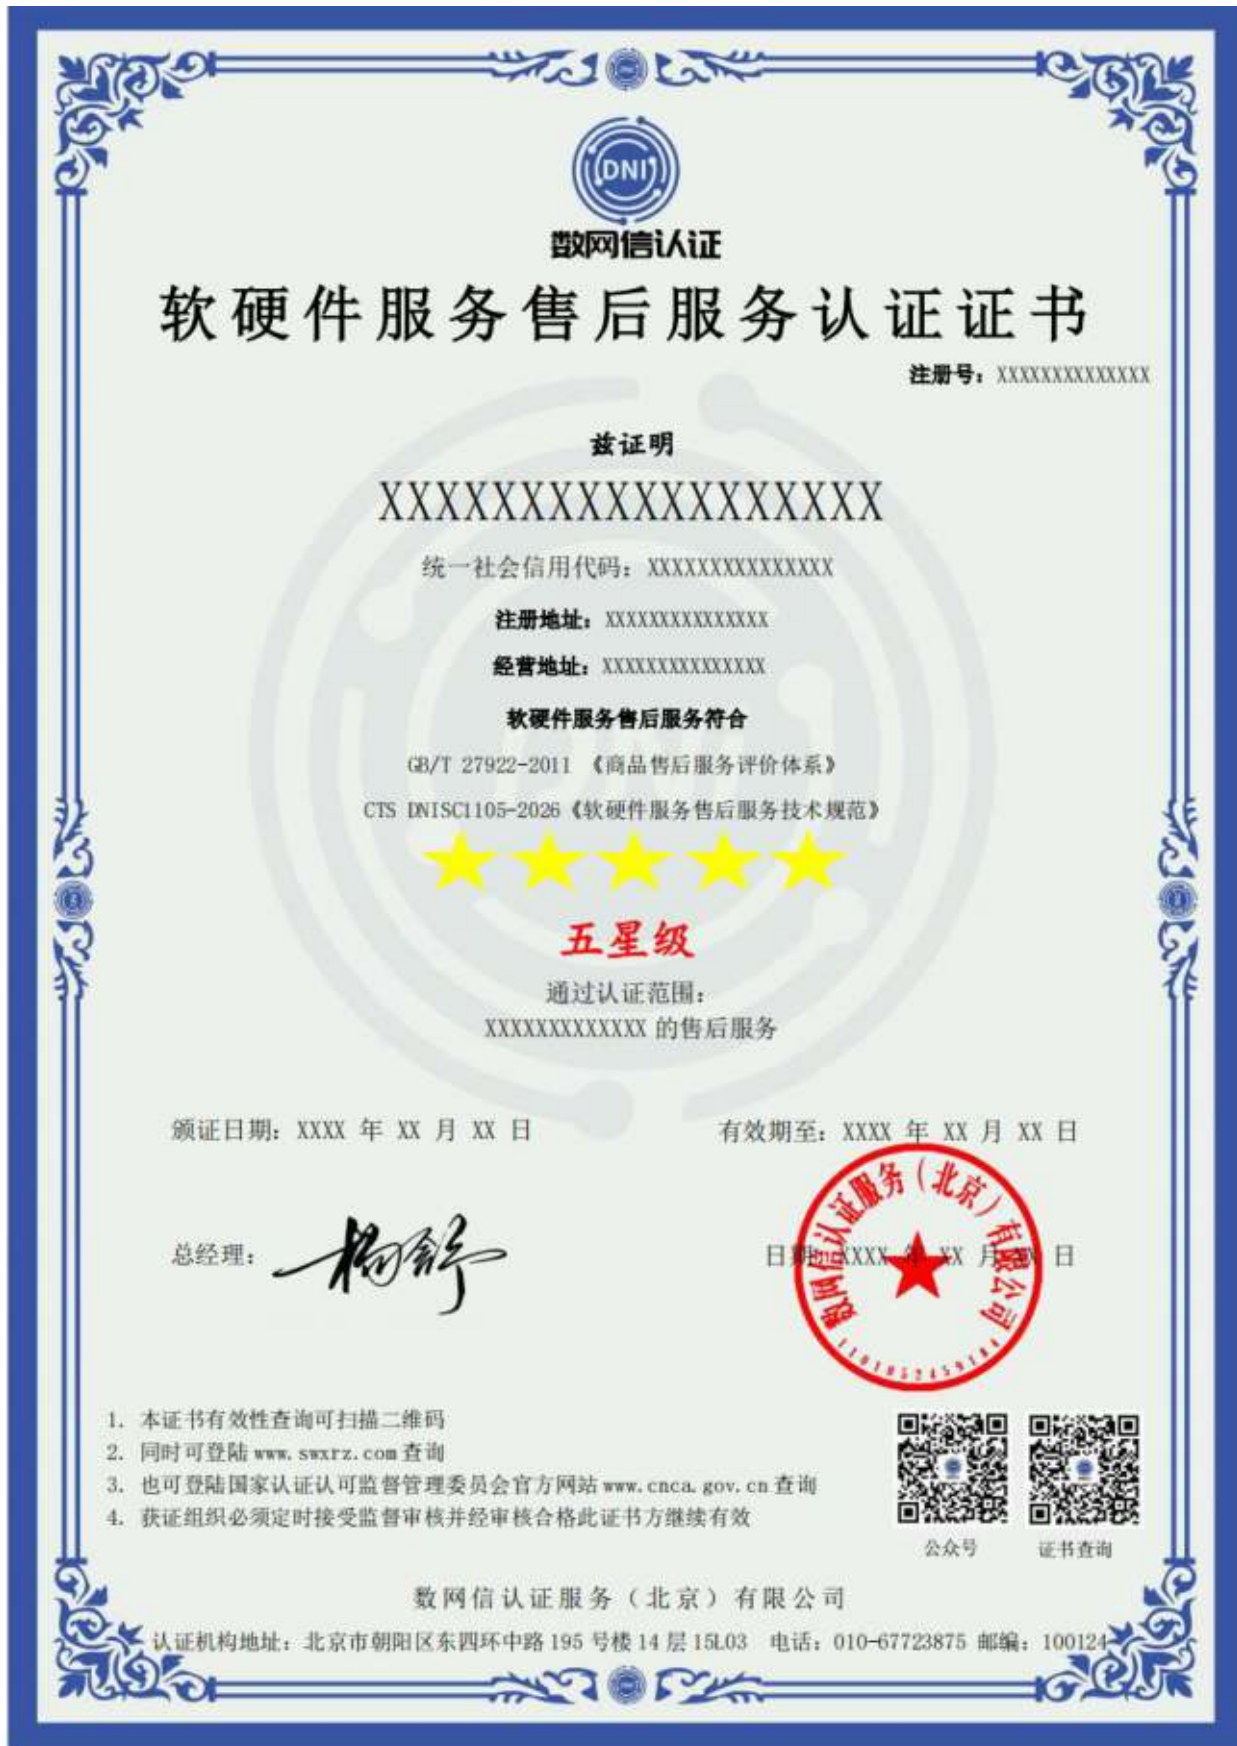 DNI
数网信认证
软硬件服务售后服务认证证书
注册号：XXXXXXXXXXXXXX
兹证明
XXXXXXXXXXXXXXXXXX
统一社会信用代码：XXXXXXXXXXXXXXX
注册地址：XXXXXXXXXXXXXXX
经营地址：XXXXXXXXXXXXXXX
软硬件服务售后服务符合
GB/T 27922-2011 《商品售后服务评价体系》
CTS DNISC1105-2026《软硬件服务售后服务技术规范》
五星级
通过认证范围：
XXXXXXXXXXXXX 的售后服务
颁证日期：XXXX 年 XX 月 XX 日
有效期至：XXXX 年 XX 月 XX 日
总经理：
日期：XXXX 年 XX 月 XX 日
数网信认证服务（北京）有限公司
1101052459184
1. 本证书有效性查询可扫描二维码
2. 同时可登陆 www.swxrz.com 查询
3. 也可登陆国家认证认可监督管理委员会官方网站 www.cnca.gov.cn 查询
4. 获证组织必须定时接受监督审核并经审核合格此证书方继续有效
公众号
证书查询
数网信认证服务（北京）有限公司
认证机构地址：北京市朝阳区东四环中路 195 号楼 14 层 15L03 电话：010-67723875 邮编：100124